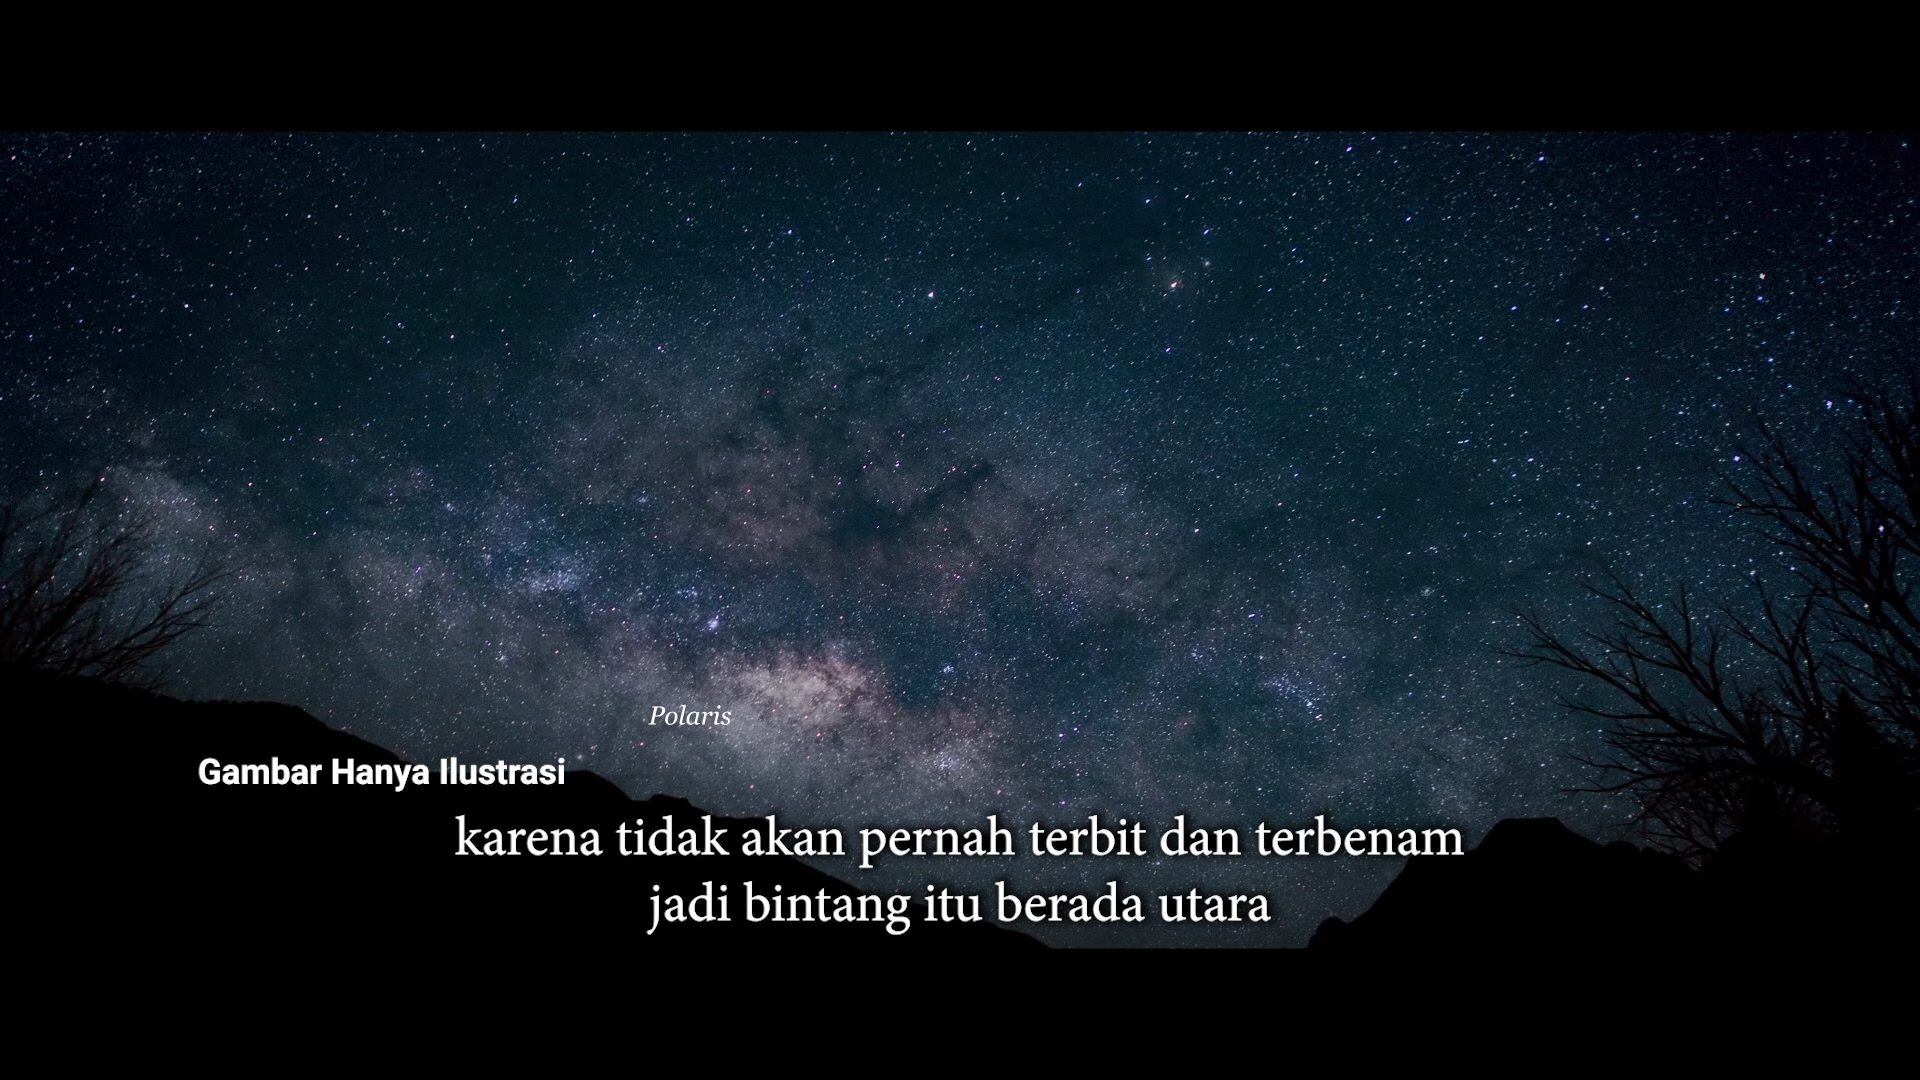 Polaris
Gambar Hanya Ilustrasi
karena tidak akan pernah terbit dan terbenam
jadi bintang itu berada utara